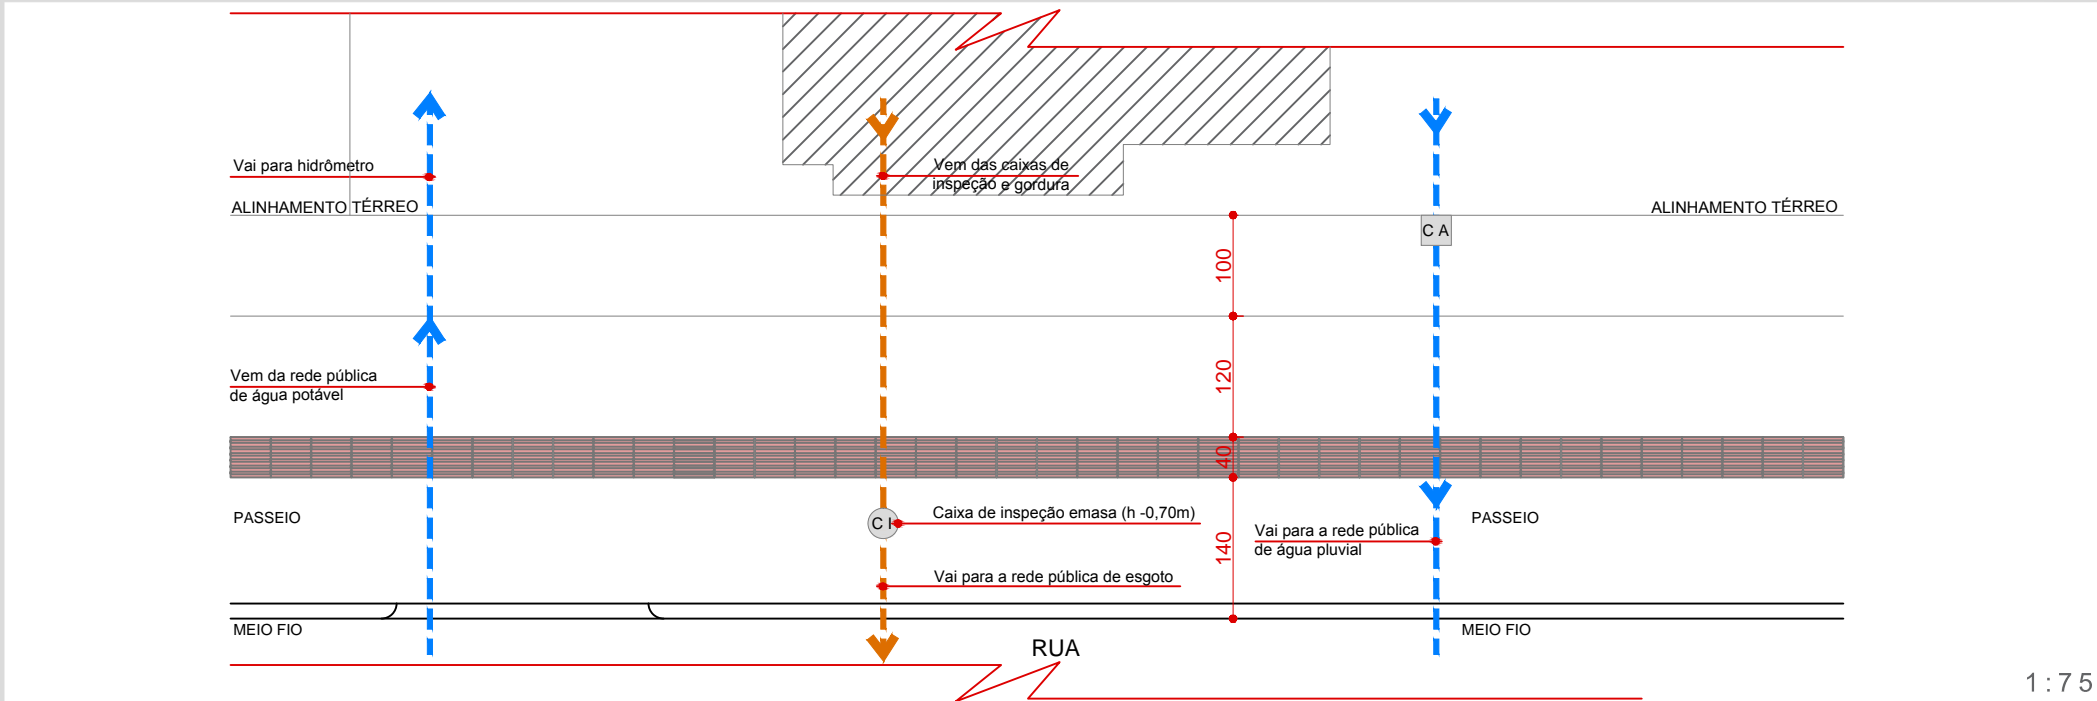 Vai para hidrômetro
Vem das caixas de
inspeção e gordura
ALINHAMENTO TÉRREO
ALINHAMENTO TÉRREO
C A
100
Vem da rede pública
de água potável
120
40
PASSEIO
C I
Caixa de inspeção emasa (h -0,70m)
PASSEIO
Vai para a rede pública
de água pluvial
140
Vai para a rede pública de esgoto
MEIO FIO
MEIO FIO
RUA
1:75